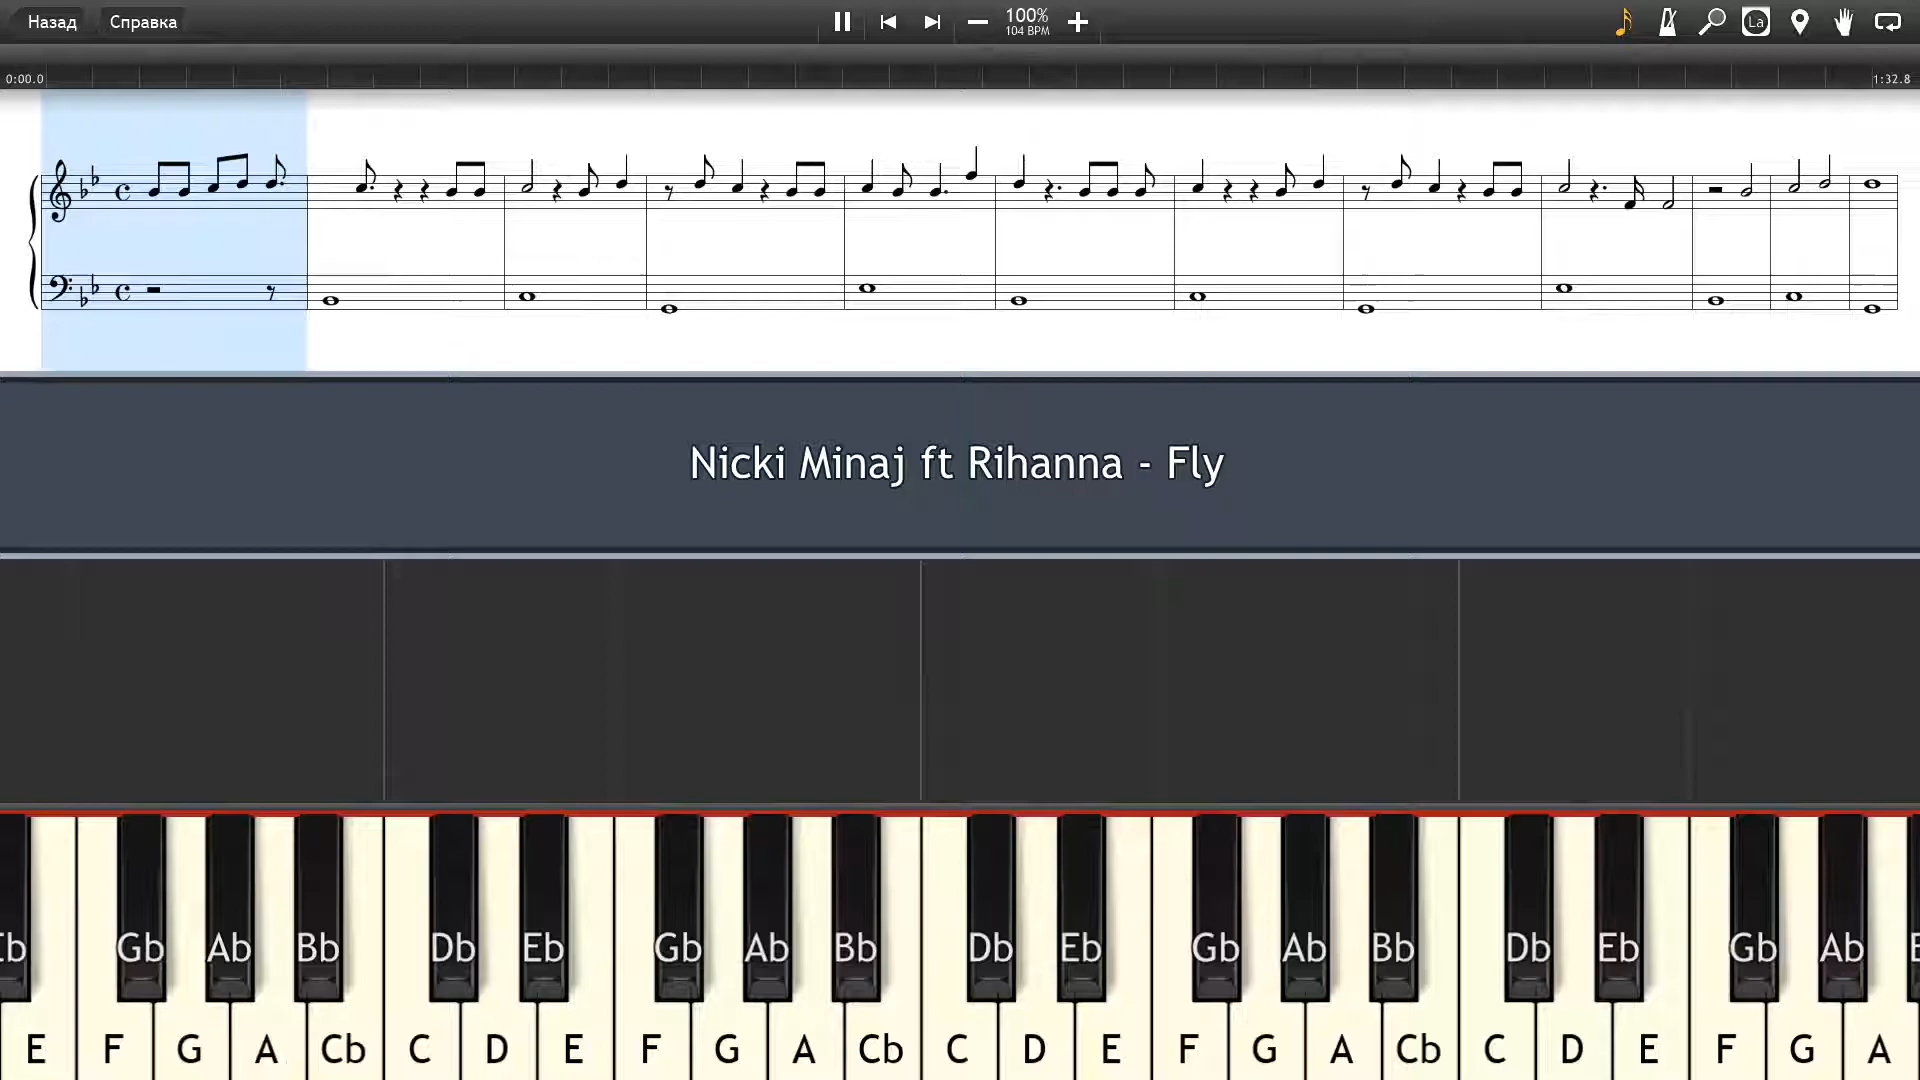 Назад Справка
100%
104 BPM
La
0:00.0 1:32.8
Nicki Minaj ft Rihanna - Fly
Gb Ab Bb Db Eb Gb Ab Bb Db Eb Gb Ab Bb Db Eb Gb Ab
E F G A Cb C D E F G A Cb C D E F G A Cb C D E F G A